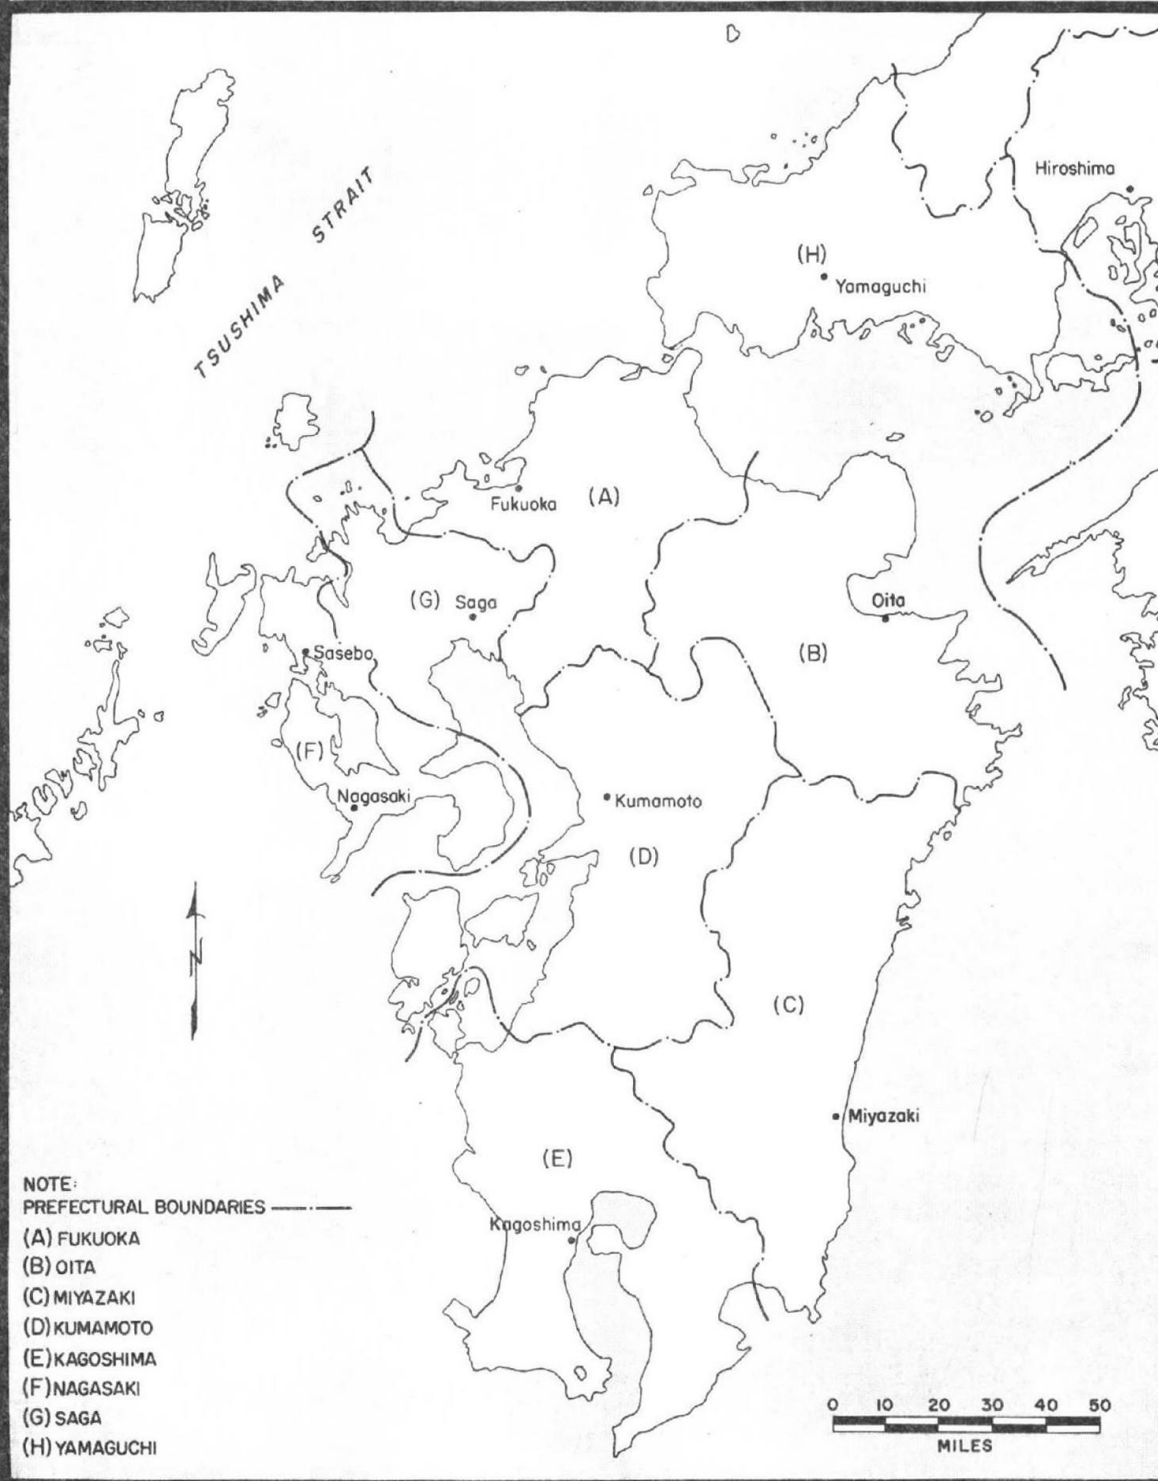 Hiroshima
TSUSHIMA STRAIT
(H)
Yamaguchi
Fukuoka
(A)
(G) Saga
Oita
Sasebo
(B)
(F)
Nagasaki
Kumamoto
(D)
N
(C)
Miyazaki
(E)
Kagoshima
NOTE:
PREFECTURAL BOUNDARIES
(A) FUKUOKA
(B) OITA
(C) MIYAZAKI
(D) KUMAMOTO
(E) KAGOSHIMA
(F) NAGASAKI
(G) SAGA
(H) YAMAGUCHI
0 10 20 30 40 50
MILES